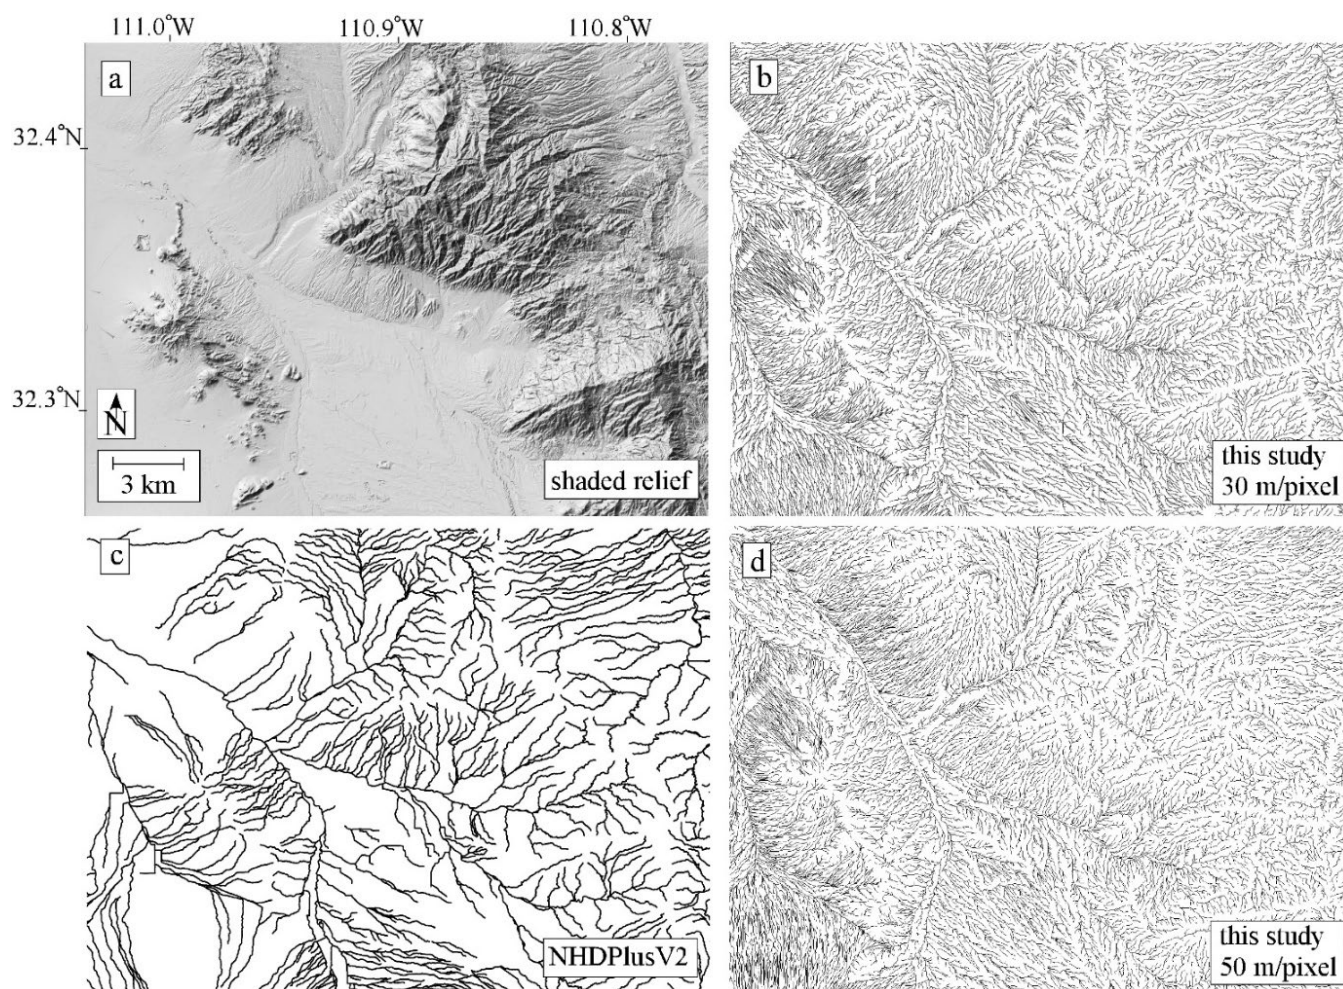 111.0°W 110.9°W 110.8°W
a
b
32.4°N
32.3°N
N
3 km
shaded relief
this study
30 m/pixel
c
d
NHDPlusV2
this study
50 m/pixel